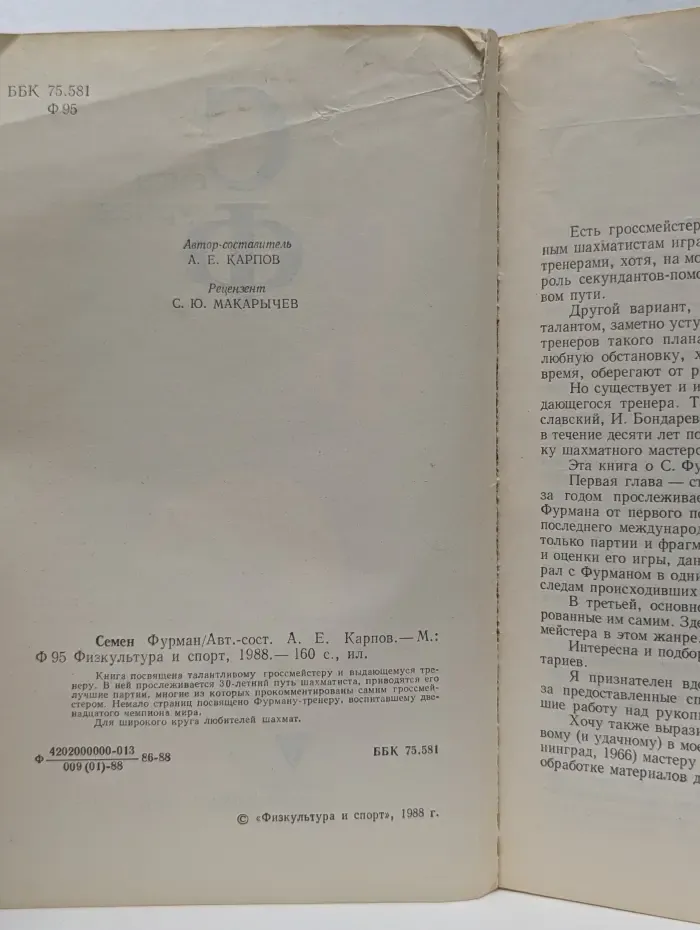 ББК 75.581
Ф 95
Автор-составитель
А. Е. КАРПОВ
Рецензент
С. Ю. МАКАРЫЧЕВ
Семен Фурман/Авт.-сост. А. Е. Карпов.— М.:
Ф 95 Физкультура и спорт, 1988.— 160 с., ил.
Книга посвящена талантливому гроссмейстеру и выдающемуся тре-
неру. В ней прослеживается 30-летний путь шахматиста, приводятся его
лучшие партии, многие из которых прокомментированы самим гроссмей-
стером. Немало страниц посвящено Фурману-тренеру, воспитавшему две-
надцатого чемпиона мира.
Для широкого круга любителей шахмат.
Ф 4202000000-013 86-88
009 (01)-88
ББК 75.581
© «Физкультура и спорт», 1988 г.
Есть гроссмейстер
ным шахматистам игра
тренерами, хотя, на мо
роль секундантов-помо
вом пути.
Другой вариант,
талантом, заметно усту
тренеров такого плана
любную обстановку, х
время, оберегают от р
Но существует и и
дающегося тренера. Т
славский, И. Бондарев
в течение десяти лет по
ку шахматного мастерс
Эта книга о С. Фу
Первая глава — ст
за годом прослеживае
Фурмана от первого по
последнего международ
только партии и фрагм
и оценки его игры, дан
рал с Фурманом в одни
следам происходивших
В третьей, основно
рованные им самим. Зде
мейстера в этом жанре.
Интересна и подбор
тариев.
Я признателен вдо
за предоставленные сп
шие работу над рукопи
Хочу также вырази
вому (и удачному) в мое
нинград, 1966) мастеру
обработке материалов д